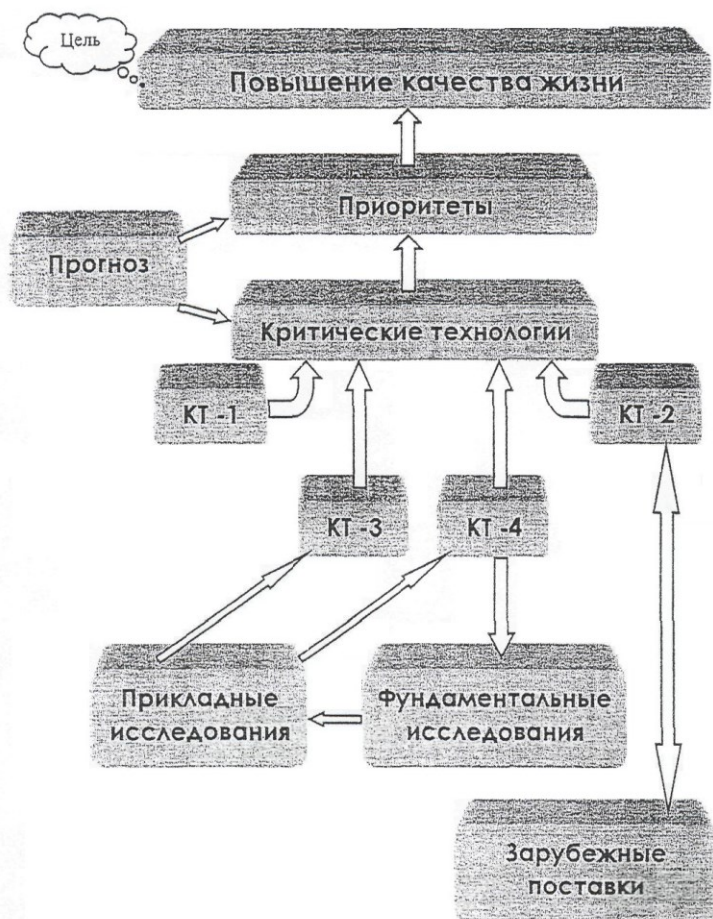 Цель
Повышение качества жизни
Приоритеты
Прогноз
Критические технологии
КТ -1
КТ -2
КТ -3
КТ -4
Прикладные
исследования
Фундаментальные
исследования
Зарубежные
поставки